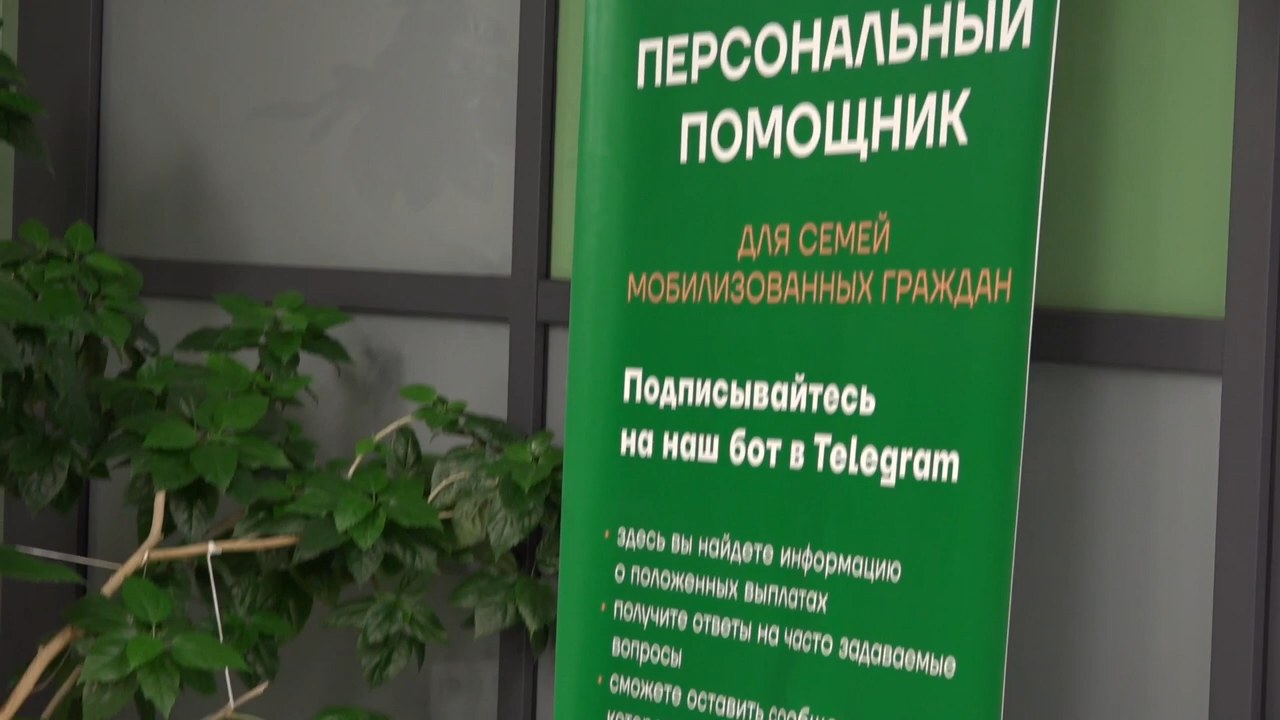 ПЕРСОНАЛЬНЫЙ
ПОМОЩНИК
ДЛЯ СЕМЕЙ
МОБИЛИЗОВАННЫХ ГРАЖДАН
Подписывайтесь
на наш бот в Telegram
• здесь вы найдете информацию
о положенных выплатах
• получите ответы на часто задаваемые
вопросы
• сможете оставить